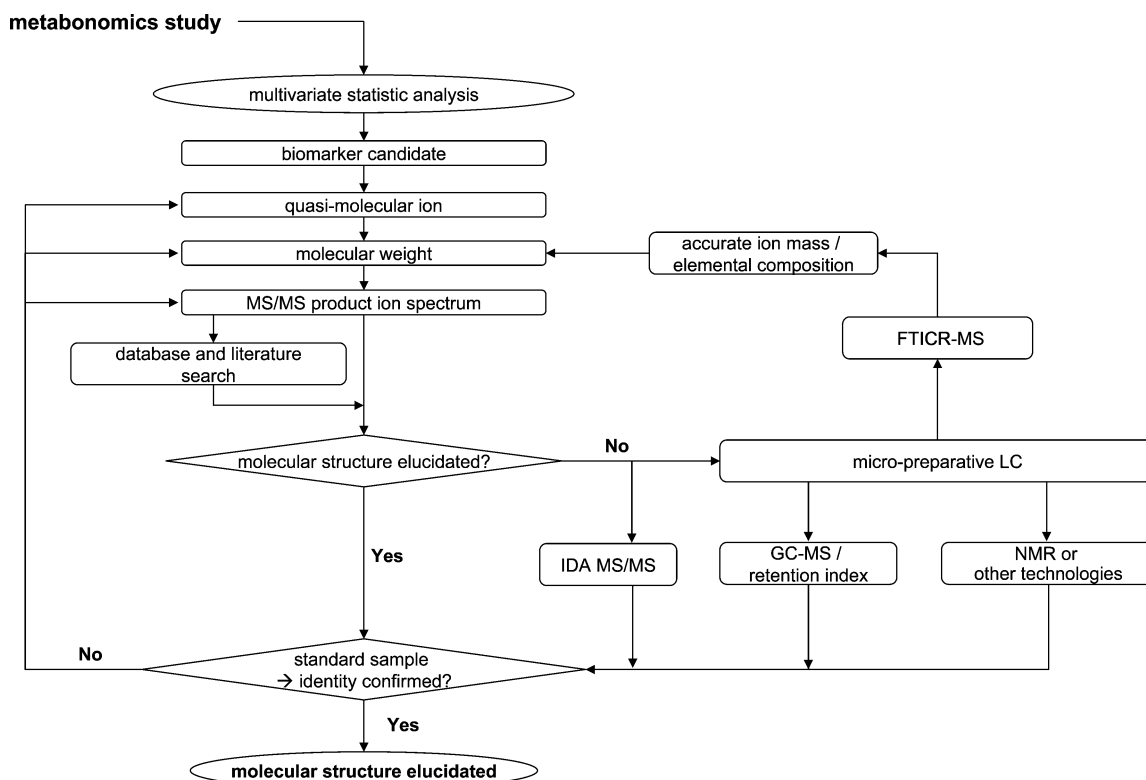 metabonomics study
multivariate statistic analysis
biomarker candidate
quasi-molecular ion
molecular weight
accurate ion mass /
elemental composition
MS/MS product ion spectrum
FTICR-MS
database and literature
search
molecular structure elucidated?
No
micro-preparative LC
Yes
IDA MS/MS
GC-MS /
retention index
NMR or
other technologies
No
standard sample
→ identity confirmed?
Yes
molecular structure elucidated